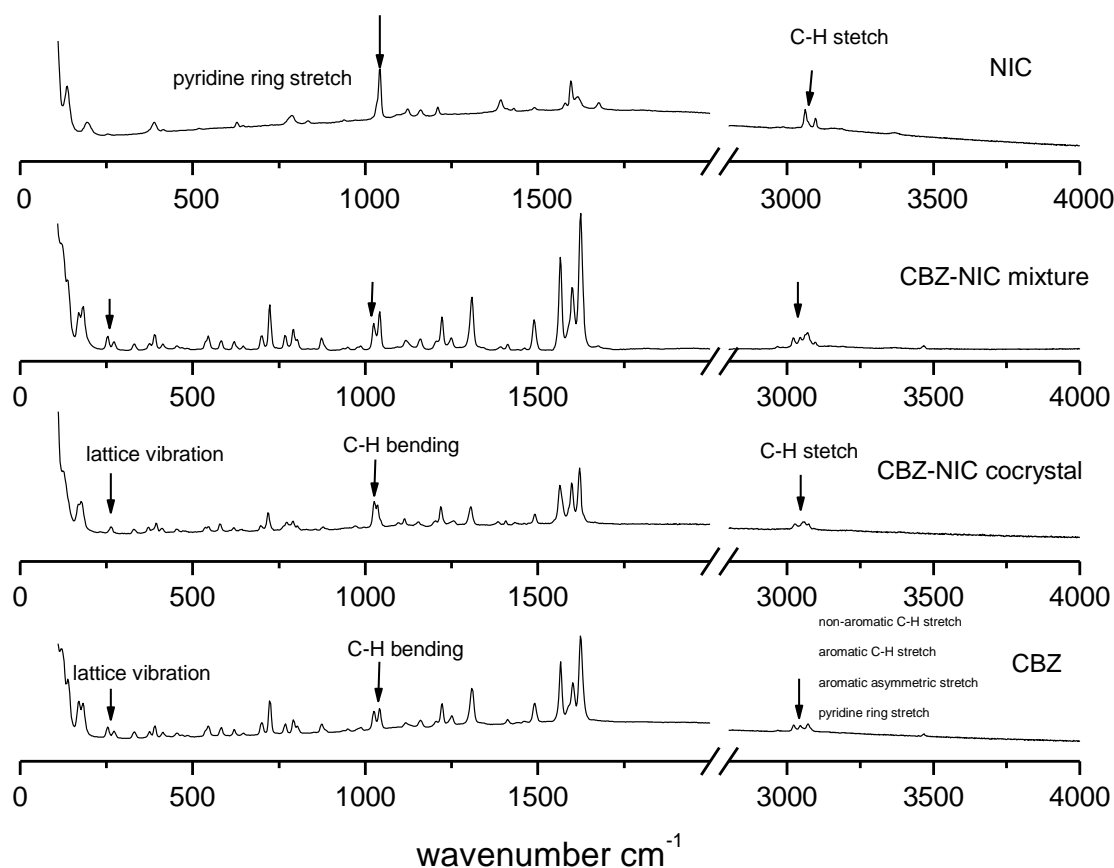 C-H stetch
NIC
pyridine ring stretch
0 500 1000 1500 3000 3500 4000
CBZ-NIC mixture
0 500 1000 1500 3000 3500 4000
C-H bending
C-H stretch
CBZ-NIC cocrystal
lattice vibration
0 500 1000 1500 3000 3500 4000
non-aromatic C-H stretch
C-H bending
aromatic C-H stretch
CBZ
lattice vibration
aromatic asymmetric stretch
pyridine ring stretch
0 500 1000 1500 3000 3500 4000
wavenumber cm⁻¹